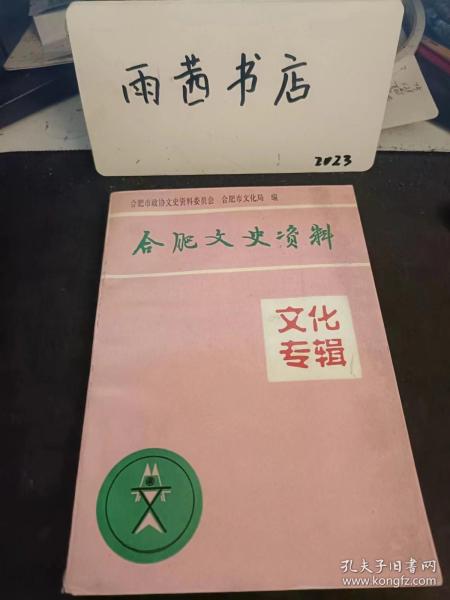 雨茜书店
2023
合肥市政协文史资料委员会 合肥市文化局 编
合肥文史资料
文化
专辑
孔夫子旧书网
www.kongfz.com